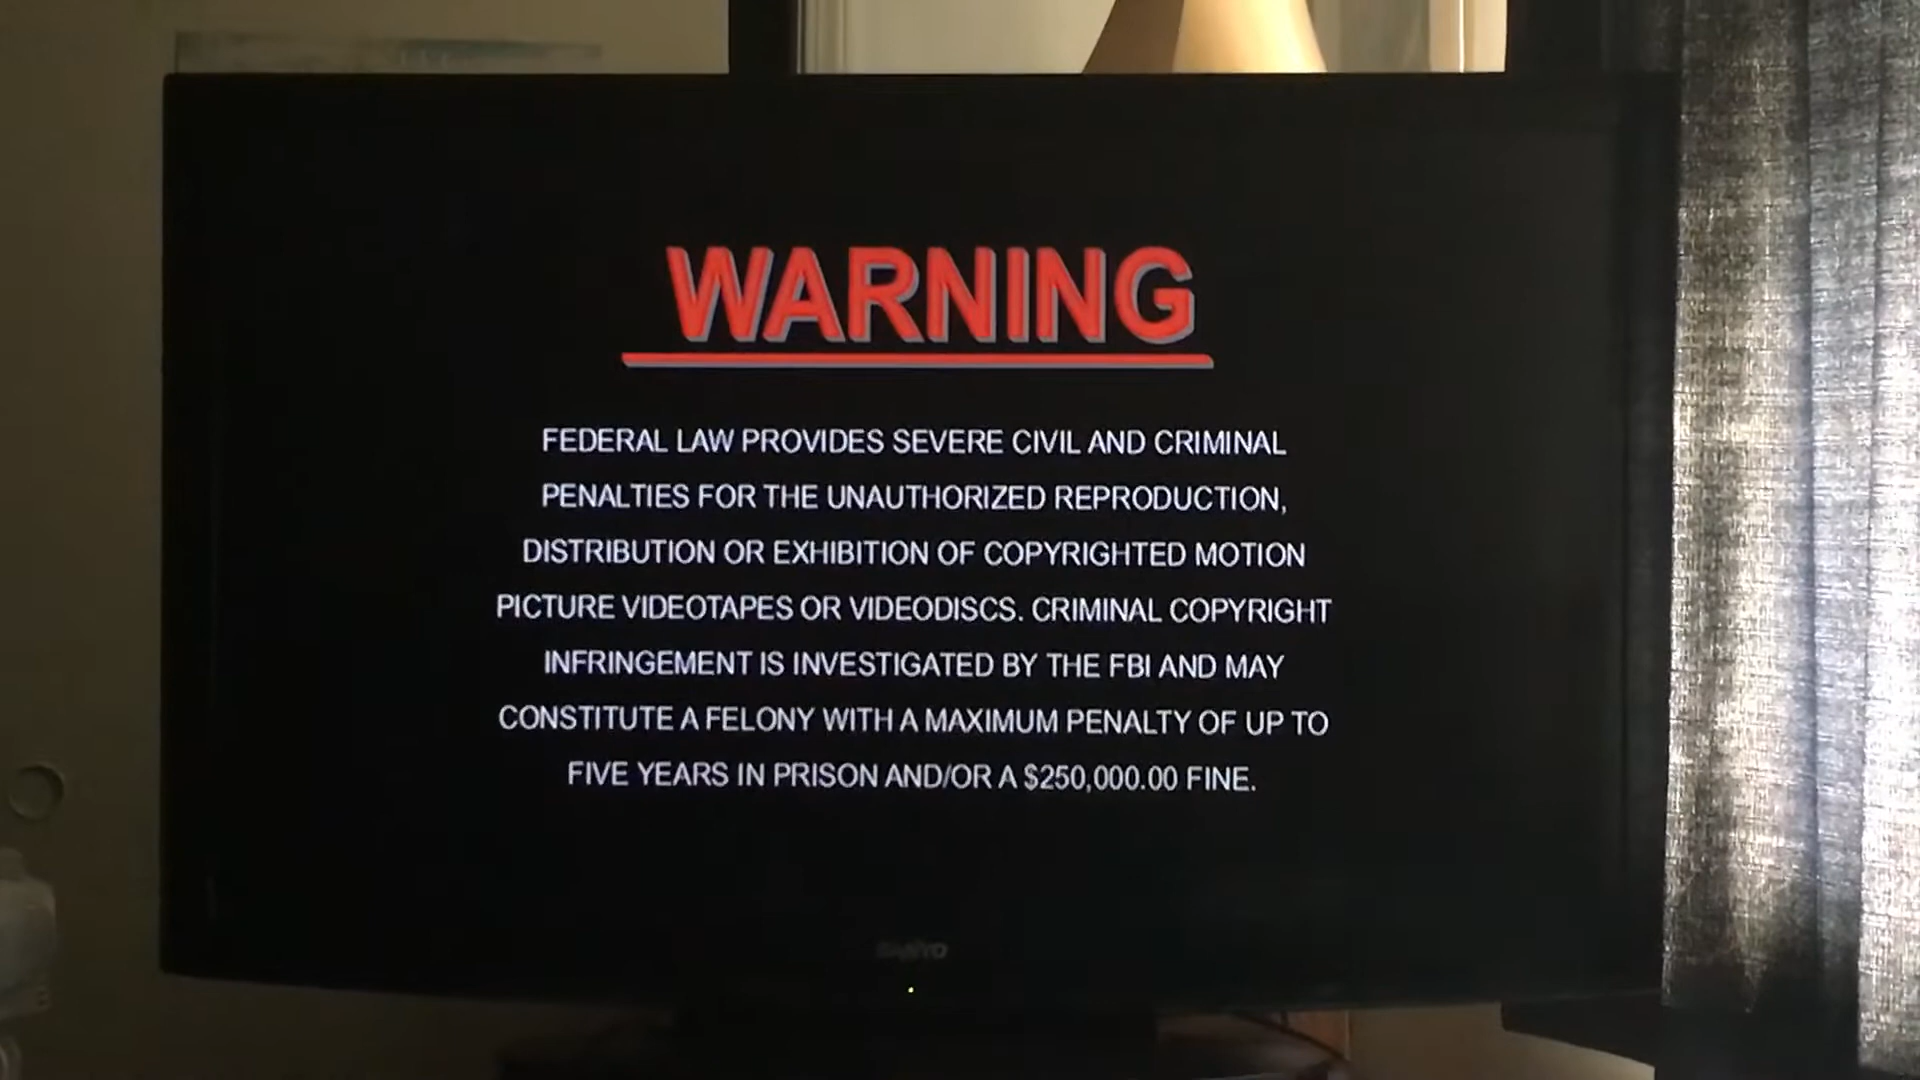 WARNING
FEDERAL LAW PROVIDES SEVERE CIVIL AND CRIMINAL
PENALTIES FOR THE UNAUTHORIZED REPRODUCTION,
DISTRIBUTION OR EXHIBITION OF COPYRIGHTED MOTION
PICTURE VIDEOTAPES OR VIDEODISCS. CRIMINAL COPYRIGHT
INFRINGEMENT IS INVESTIGATED BY THE FBI AND MAY
CONSTITUTE A FELONY WITH A MAXIMUM PENALTY OF UP TO
FIVE YEARS IN PRISON AND/OR A $250,000.00 FINE.
SANYO